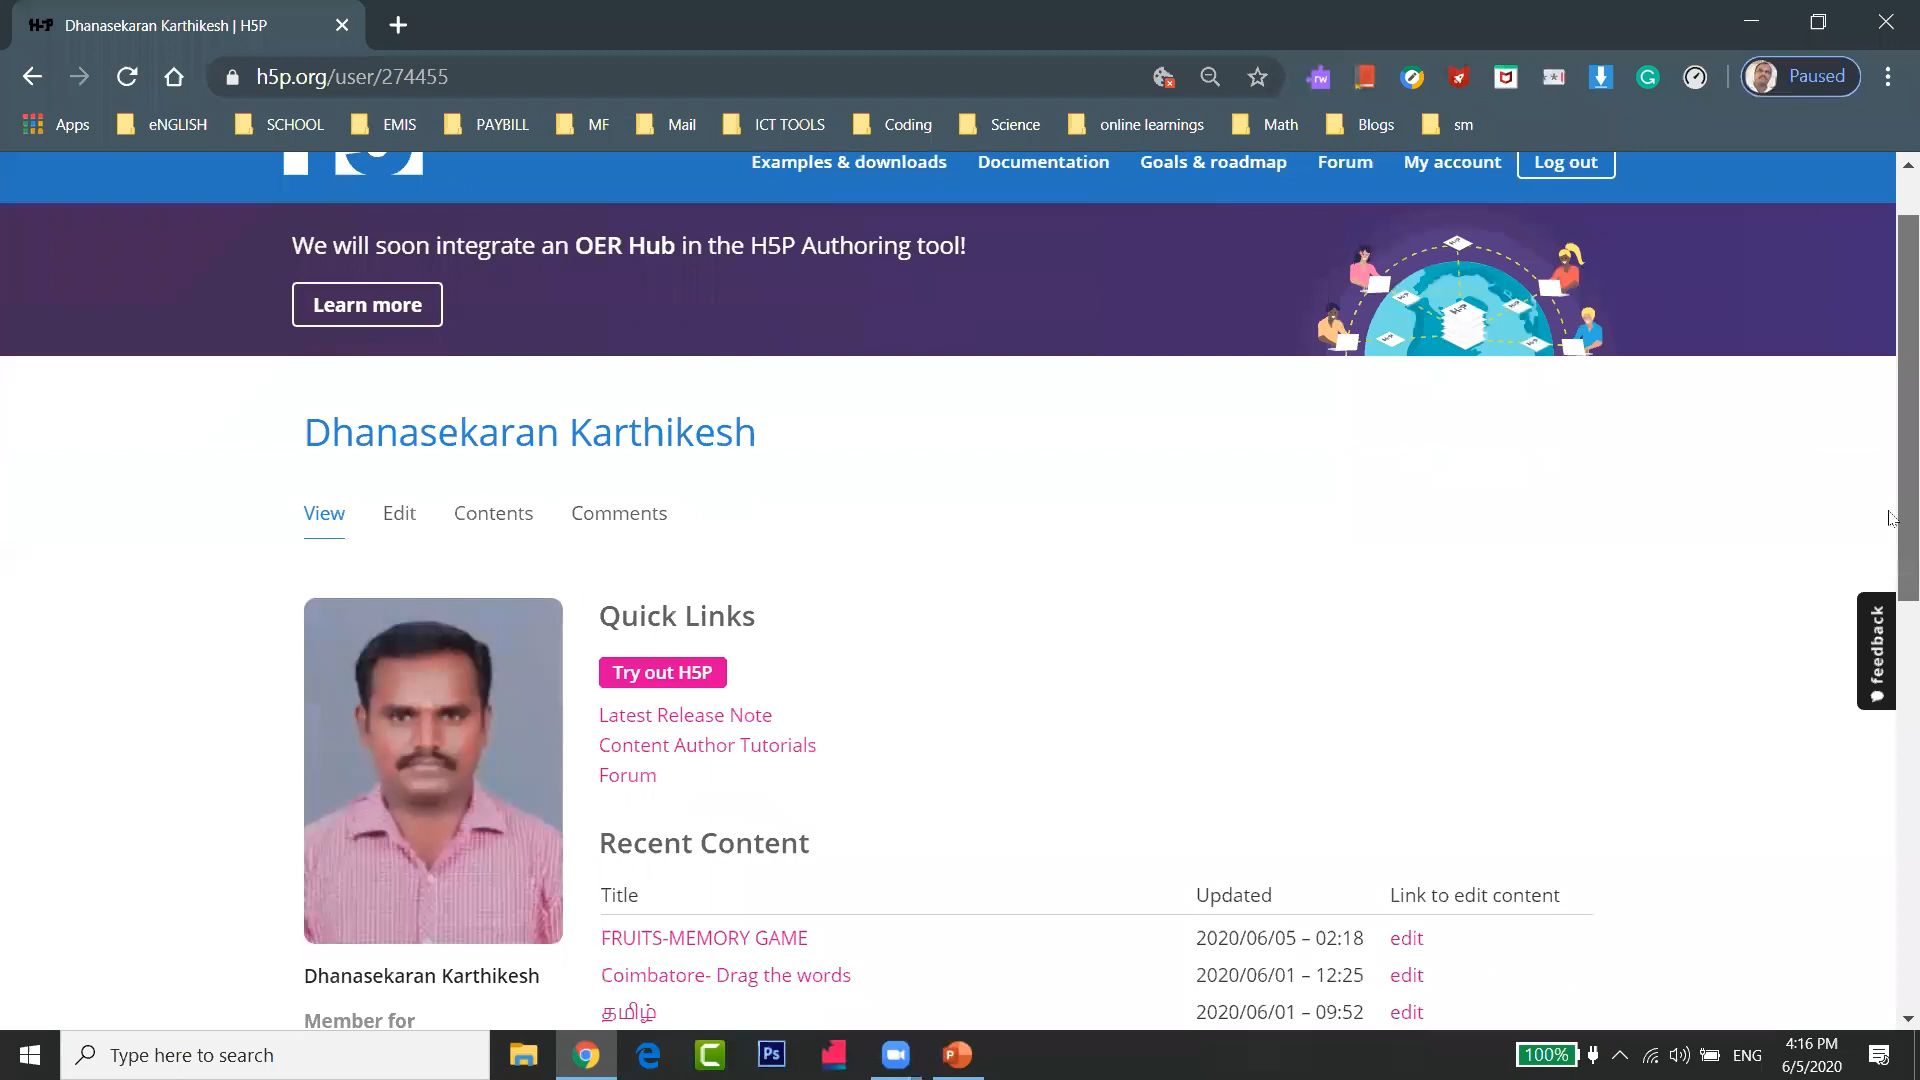 Dhanasekaran Karthikesh | H5P
h5p.org/user/274455
Paused
Apps eNGLISH SCHOOL EMIS PAYBILL MF Mail ICT TOOLS Coding Science online learnings Math Blogs sm
Examples & downloads Documentation Goals & roadmap Forum My account Log out
We will soon integrate an OER Hub in the H5P Authoring tool!
Learn more
Dhanasekaran Karthikesh
View Edit Contents Comments
Quick Links
Try out H5P
Latest Release Note
Content Author Tutorials
Forum
feedback
Recent Content
Title Updated Link to edit content
FRUITS-MEMORY GAME 2020/06/05 – 02:18 edit
Coimbatore- Drag the words 2020/06/01 – 12:25 edit
தமிழ் 2020/06/01 – 09:52 edit
Dhanasekaran Karthikesh
Member for
Type here to search
Ps
100%
ENG
4:16 PM
6/5/2020